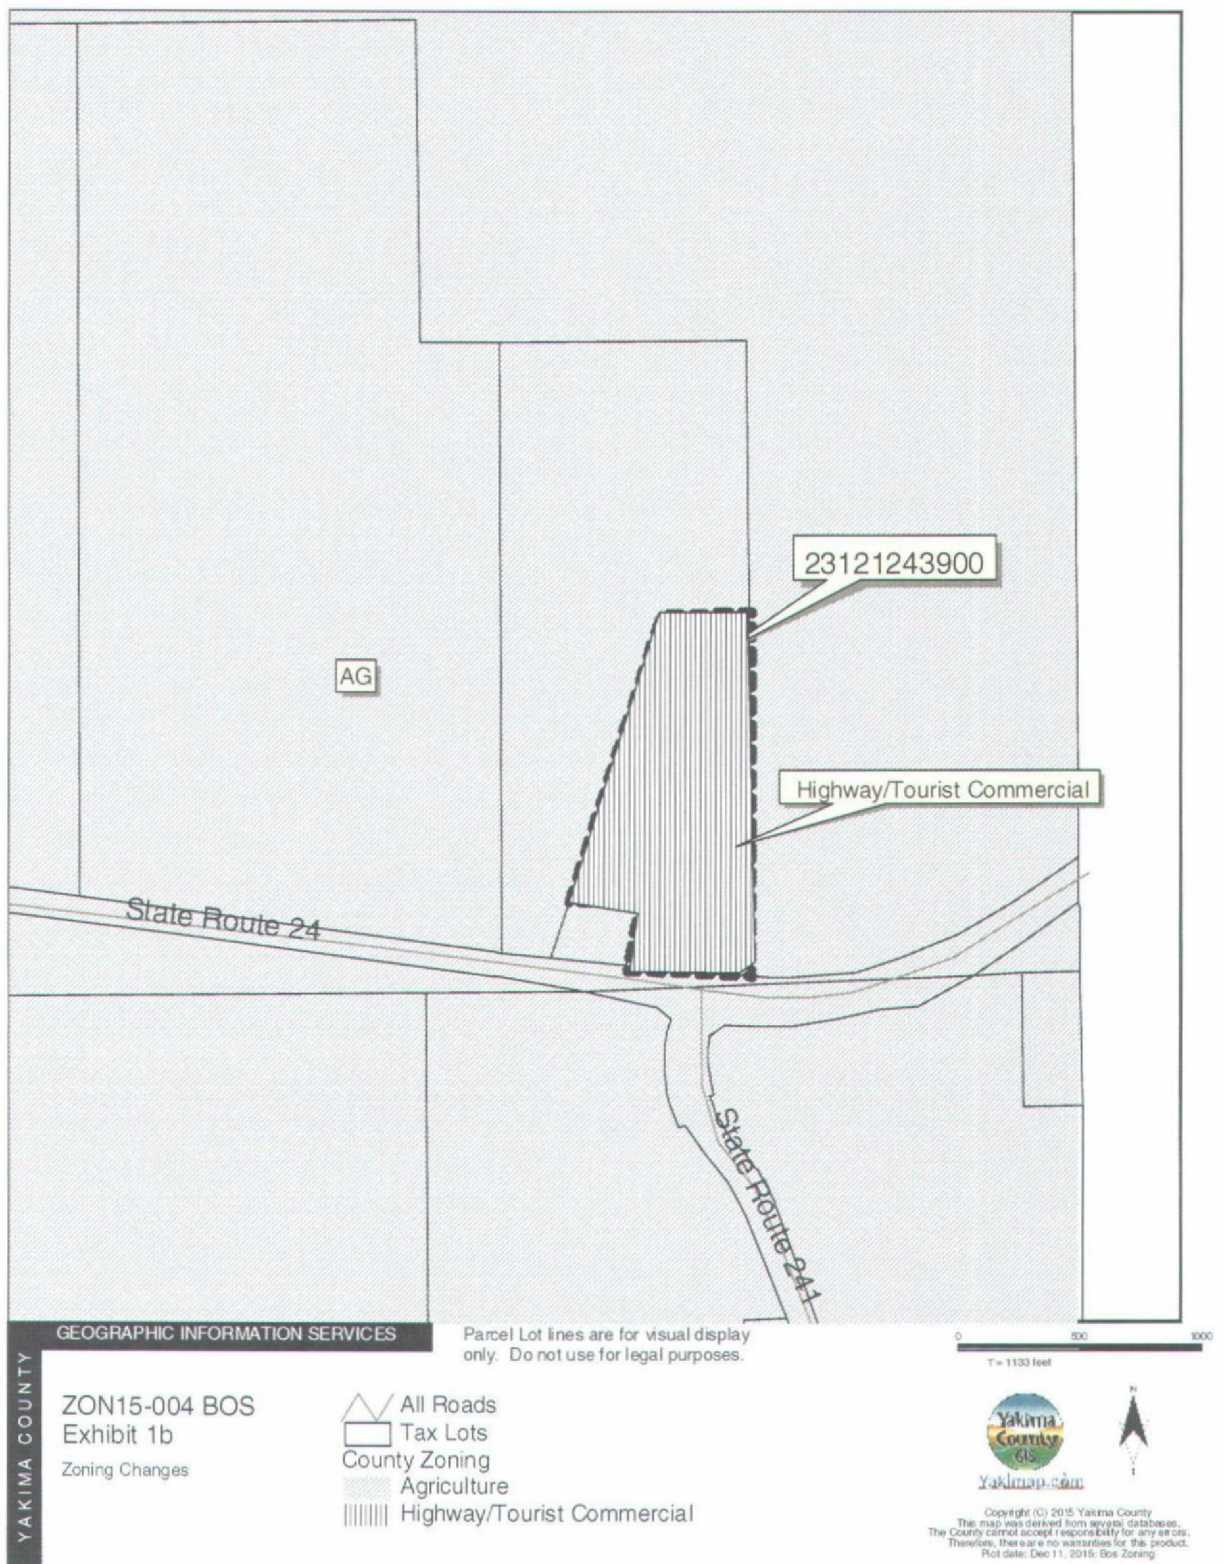 23121243900
AG
Highway/Tourist Commercial
State Route 24
State Route 241
GEOGRAPHIC INFORMATION SERVICES
YAKIMA COUNTY
Parcel Lot lines are for visual display
only. Do not use for legal purposes.
0 500 1000
1" = 1133 feet
ZON15-004 BOS
Exhibit 1b
Zoning Changes
All Roads
Tax Lots
County Zoning
Agriculture
Highway/Tourist Commercial
N
Yakima
County
GIS
Yakimap.com
Copyright (C) 2015 Yakima County
This map was derived from several databases.
The County cannot accept responsibility for any errors.
Therefore, there are no warranties for this product.
Plot date: Dec 11, 2015; Bos Zoning